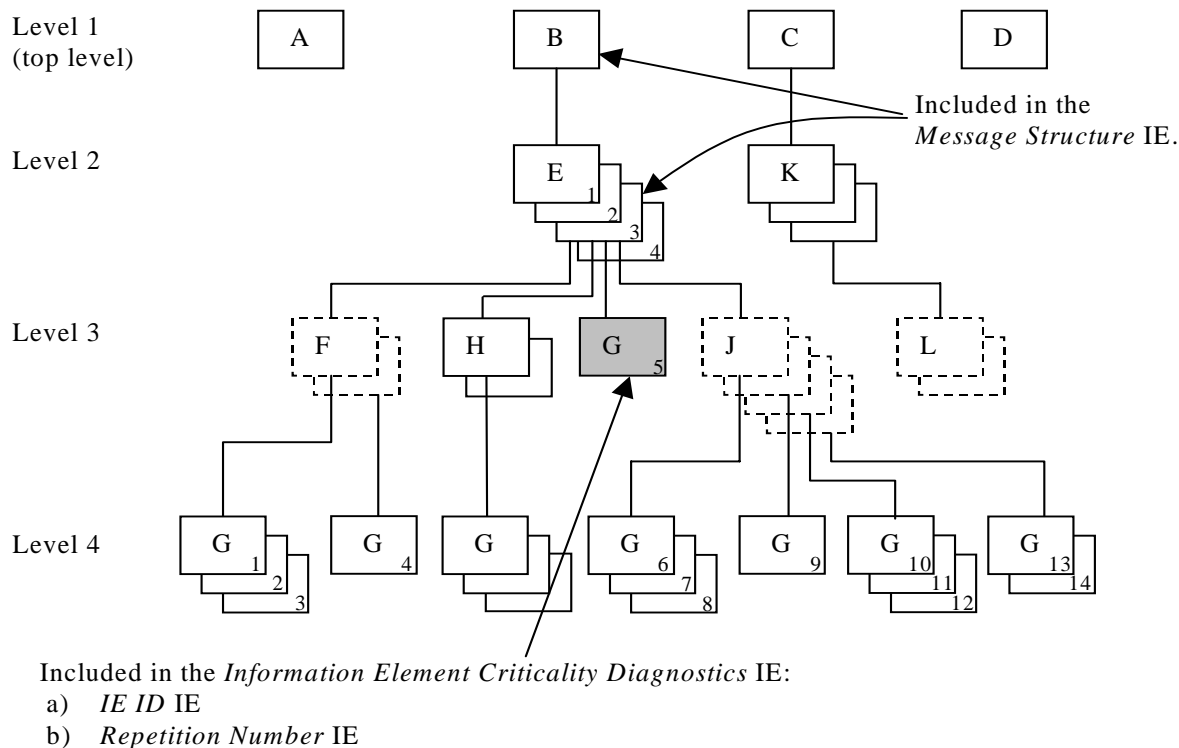 Level 1
(top level)
A B C D
Included in the
Message Structure IE.
Level 2
E 1 2 3 4
K
Level 3
F H G 5 J L
Level 4
G 1 2 3
G 4
G
G 6 7 8
G 9
G 10 11 12
G 13 14
Included in the Information Element Criticality Diagnostics IE:
a) IE ID IE
b) Repetition Number IE